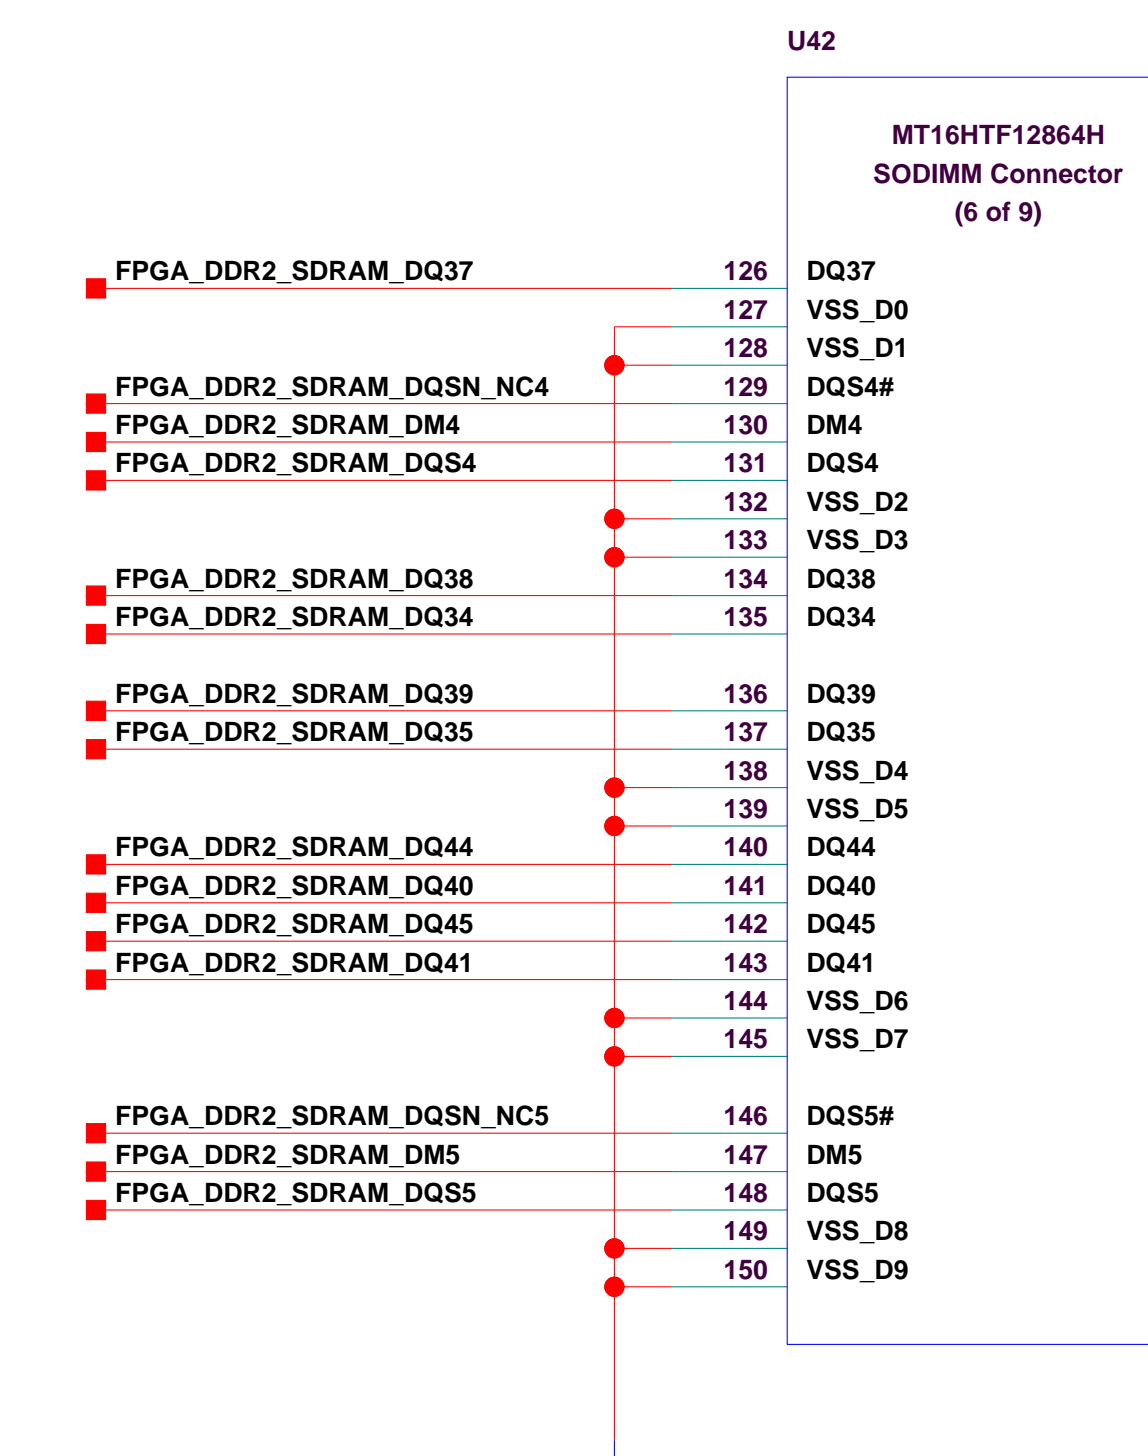 U42
MT16HTF12864H
SODIMM Connector
(6 of 9)
FPGA_DDR2_SDRAM_DQ37 126 DQ37
127 VSS_D0
128 VSS_D1
FPGA_DDR2_SDRAM_DQSN_NC4 129 DQS4#
FPGA_DDR2_SDRAM_DM4 130 DM4
FPGA_DDR2_SDRAM_DQS4 131 DQS4
132 VSS_D2
133 VSS_D3
FPGA_DDR2_SDRAM_DQ38 134 DQ38
FPGA_DDR2_SDRAM_DQ34 135 DQ34
FPGA_DDR2_SDRAM_DQ39 136 DQ39
FPGA_DDR2_SDRAM_DQ35 137 DQ35
138 VSS_D4
139 VSS_D5
FPGA_DDR2_SDRAM_DQ44 140 DQ44
FPGA_DDR2_SDRAM_DQ40 141 DQ40
FPGA_DDR2_SDRAM_DQ45 142 DQ45
FPGA_DDR2_SDRAM_DQ41 143 DQ41
144 VSS_D6
145 VSS_D7
FPGA_DDR2_SDRAM_DQSN_NC5 146 DQS5#
FPGA_DDR2_SDRAM_DM5 147 DM5
FPGA_DDR2_SDRAM_DQS5 148 DQS5
149 VSS_D8
150 VSS_D9